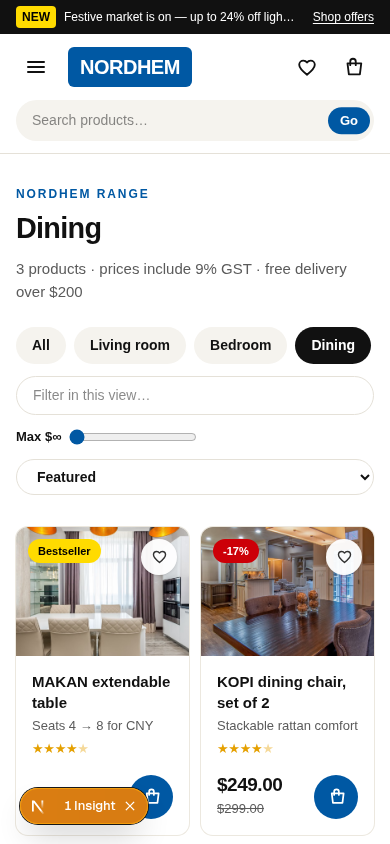 NEW Festive market is on — up to 24% off ligh… Shop offers
NORDHEM
Search products… Go
NORDHEM RANGE
Dining
3 products · prices include 9% GST · free delivery
over $200
All Living room Bedroom Dining
Filter in this view…
Max $∞
Featured
Bestseller
-17%
MAKAN extendable
table
Seats 4 → 8 for CNY
★★★★★
KOPI dining chair,
set of 2
Stackable rattan comfort
★★★★★
$249.00
$299.00
1 Insight